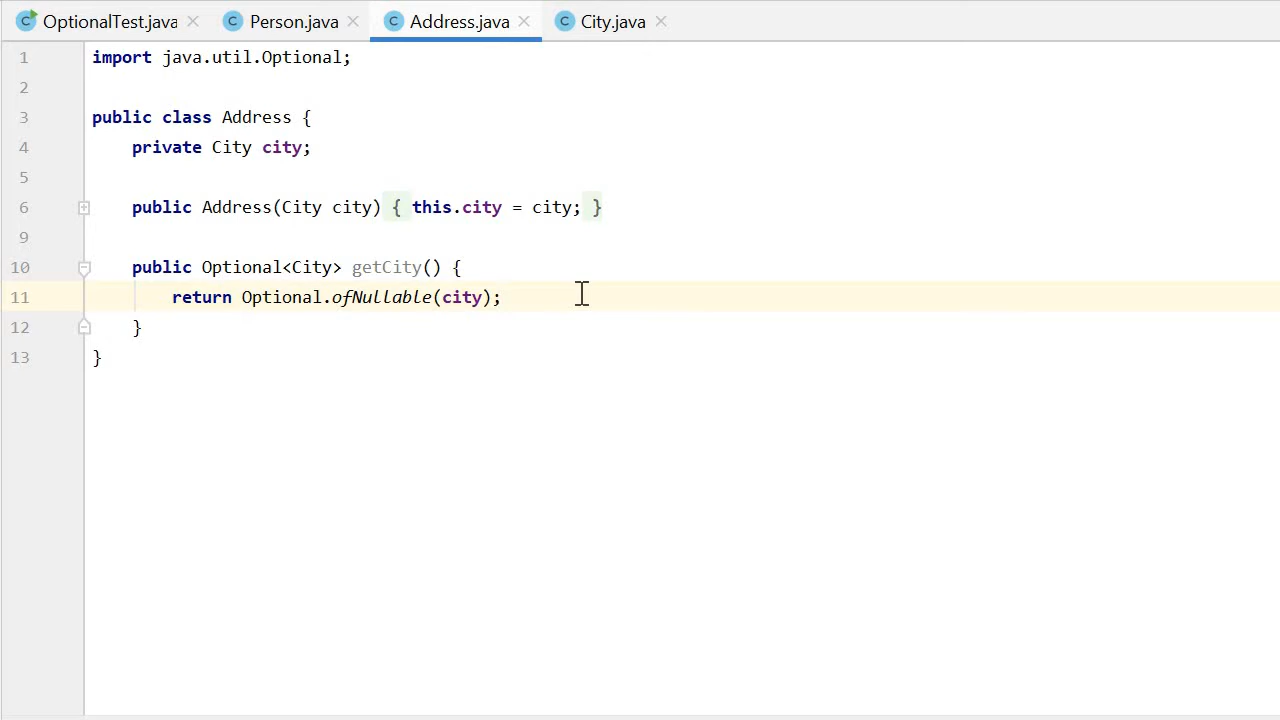 OptionalTest.java Person.java Address.java City.java
1 import java.util.Optional;
2
3 public class Address {
4 private City city;
5
6 public Address(City city) { this.city = city; }
9
10 public Optional<City> getCity() {
11 return Optional.ofNullable(city);
12 }
13 }